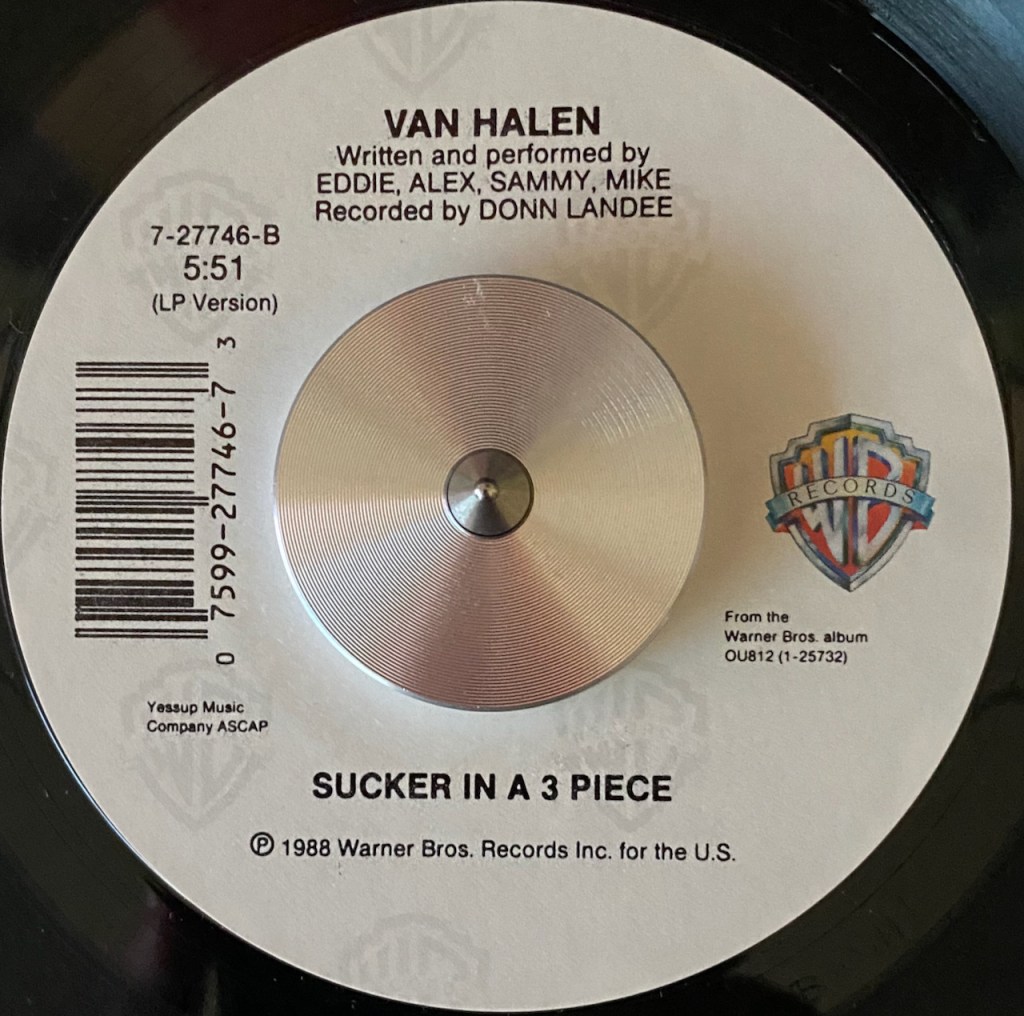 VAN HALEN
Written and performed by
EDDIE, ALEX, SAMMY, MIKE
Recorded by DONN LANDEE
7-27746-B
5:51
(LP Version)
0 7599-27746-7 3
WB
RECORDS
From the
Warner Bros. album
OU812 (1-25732)
Yessup Music
Company ASCAP
SUCKER IN A 3 PIECE
℗ 1988 Warner Bros. Records Inc. for the U.S.